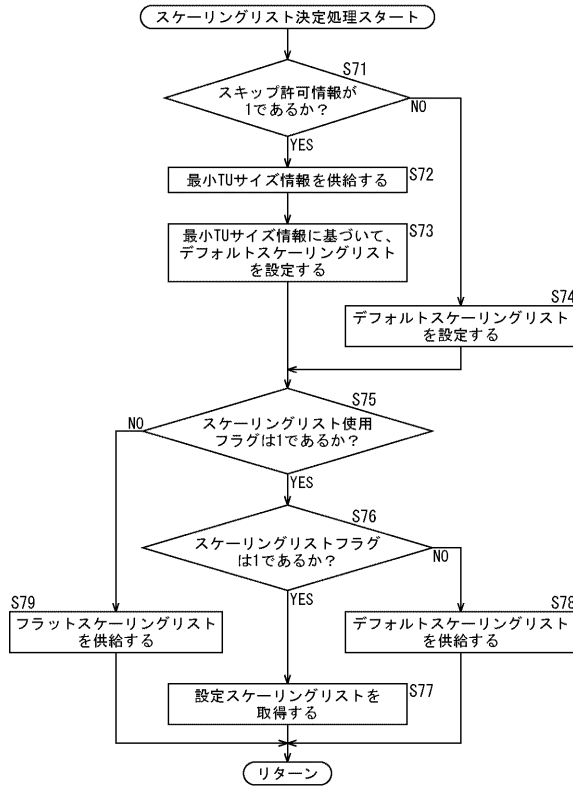 スケーリングリスト決定処理スタート
S71
スキップ許可情報が
1であるか？
NO
YES
最小TUサイズ情報を供給する
S72
最小TUサイズ情報に基づいて、
デフォルトスケーリングリスト
を設定する
S73
S74
デフォルトスケーリングリスト
を設定する
S75
スケーリングリスト使用
フラグは1であるか？
NO
YES
S76
スケーリングリストフラグ
は1であるか？
NO
YES
S79
フラットスケーリングリスト
を供給する
S78
デフォルトスケーリングリスト
を供給する
設定スケーリングリストを
取得する
S77
リターン